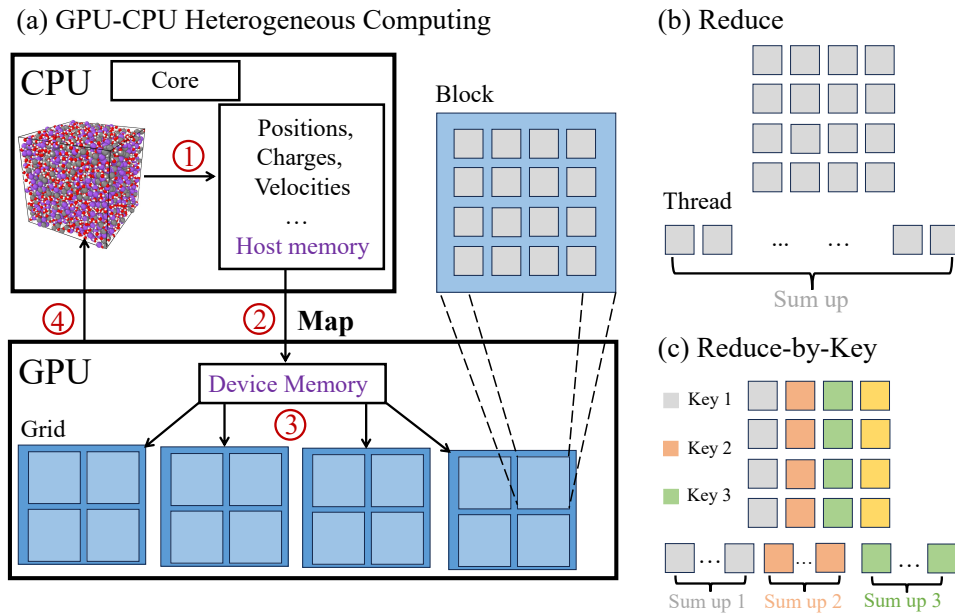 (a) GPU-CPU Heterogeneous Computing
CPU
Core
①
Positions,
Charges,
Velocities
…
Host memory
Block
④
②
Map
GPU
Device Memory
③
Grid
(b) Reduce
Thread
... …
Sum up
(c) Reduce-by-Key
Key 1
Key 2
Key 3
… … …
Sum up 1 Sum up 2 Sum up 3